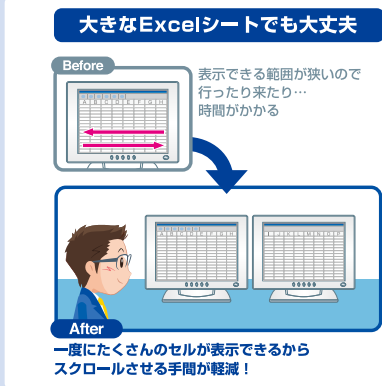 大きなExcelシートでも大丈夫
Before
表示できる範囲が狭いので
行ったり来たり…
時間がかかる
A B C D E F G H
After
一度にたくさんのセルが表示できるから
スクロールさせる手間が軽減！